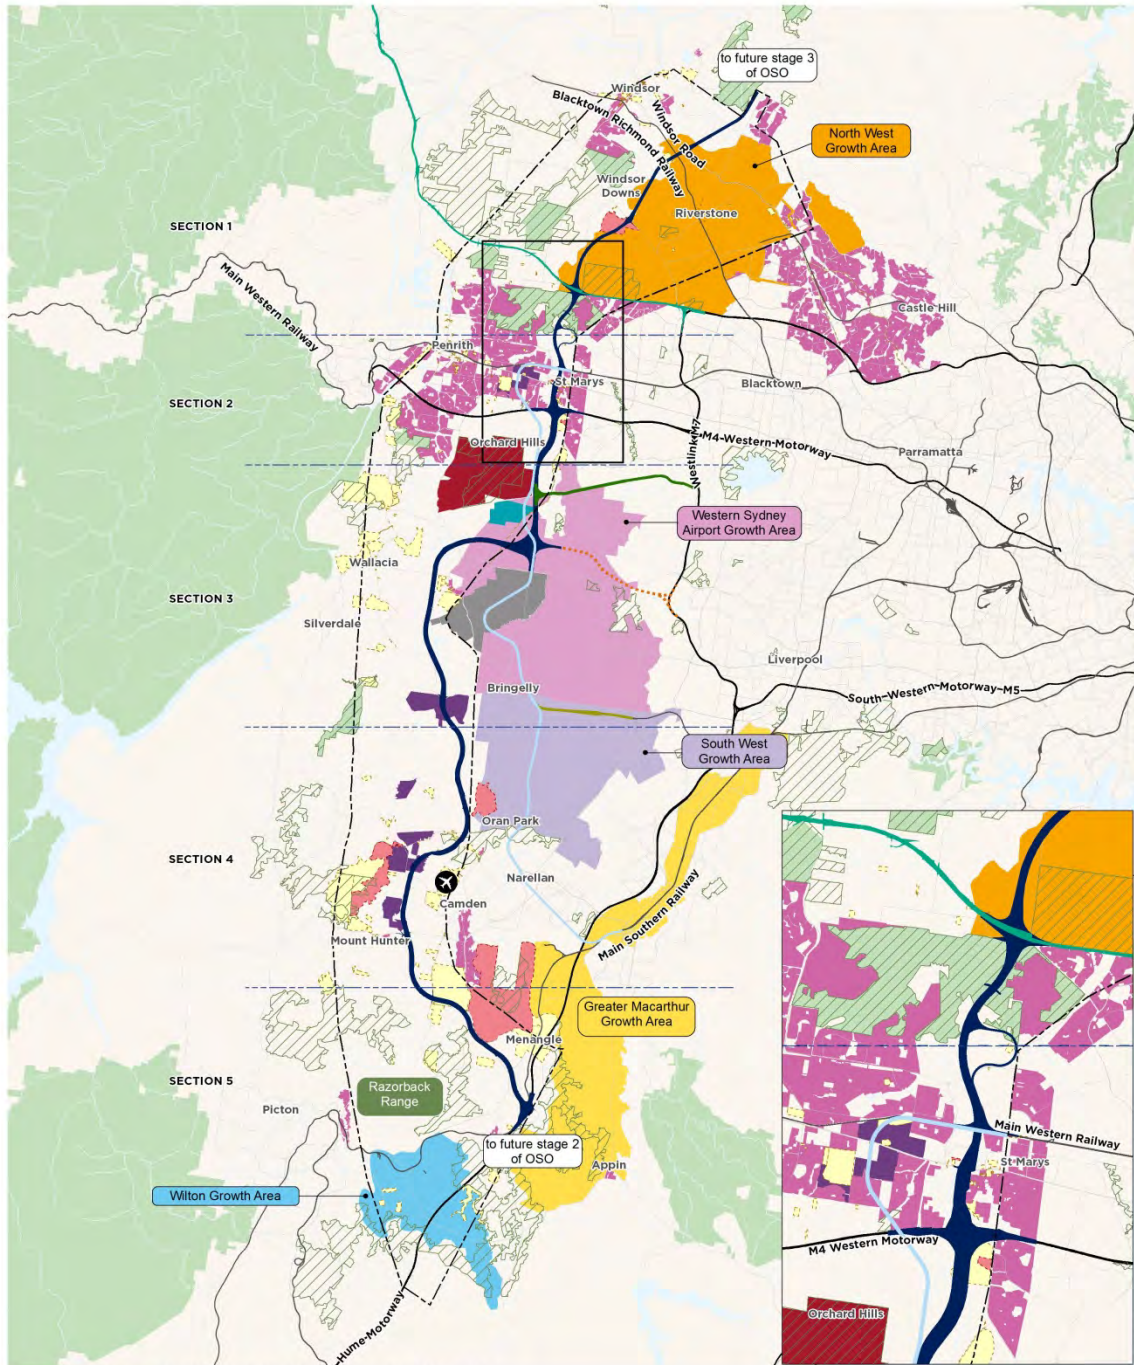 to future stage 3
of OSO
Windsor
Blacktown Richmond Railway
Windsor Road
North West
Growth Area
Windsor
Downs
Riverstone
SECTION 1
Main Western Railway
Castle Hill
Penrith
St Marys
Blacktown
SECTION 2
Orchard Hills
Westlink M7
M4 Western Motorway
Parramatta
Western Sydney
Airport Growth Area
Wallacia
SECTION 3
Silverdale
Liverpool
Bringelly
South-Western-Motorway-M5
South West
Growth Area
Oran Park
SECTION 4
Narellan
Camden
Mount Hunter
Main Southern Railway
Greater Macarthur
Growth Area
Menangle
SECTION 5
Razorback
Range
Picton
to future stage 2
of OSO
Appin
Wilton Growth Area
Hume-Motorway
Main Western Railway
St Marys
M4 Western Motorway
Orchard Hills